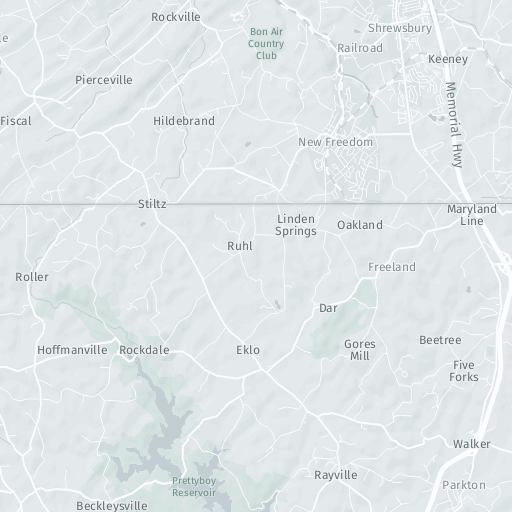 Rockville
Bon Air
Country
Club
Shrewsbury
Railroad
Keeney
Pierceville
Memorial Hwy
Fiscal
Hildebrand
New Freedom
Stiltz
Linden
Springs
Oakland
Maryland
Line
Ruhl
Freeland
Roller
Dar
Hoffmanville
Rockdale
Eklo
Gores
Mill
Beetree
Five
Forks
Walker
Rayville
Prettyboy
Reservoir
Parkton
Beckleysville